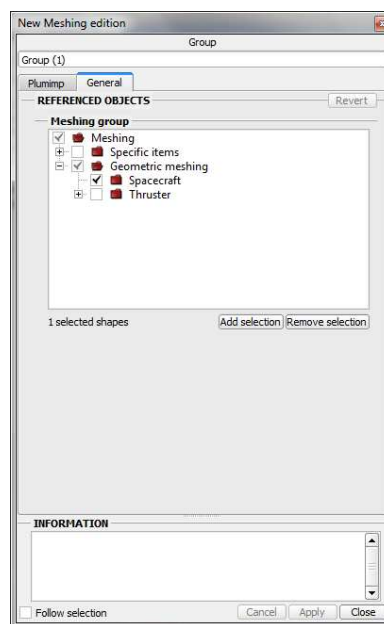 New Meshing edition
Group
Group (1)
Plumimp General
REFERENCED OBJECTS Revert
Meshing group
Meshing
Specific items
Geometric meshing
Spacecraft
Thruster
1 selected shapes Add selection Remove selection
INFORMATION
Follow selection Cancel Apply Close